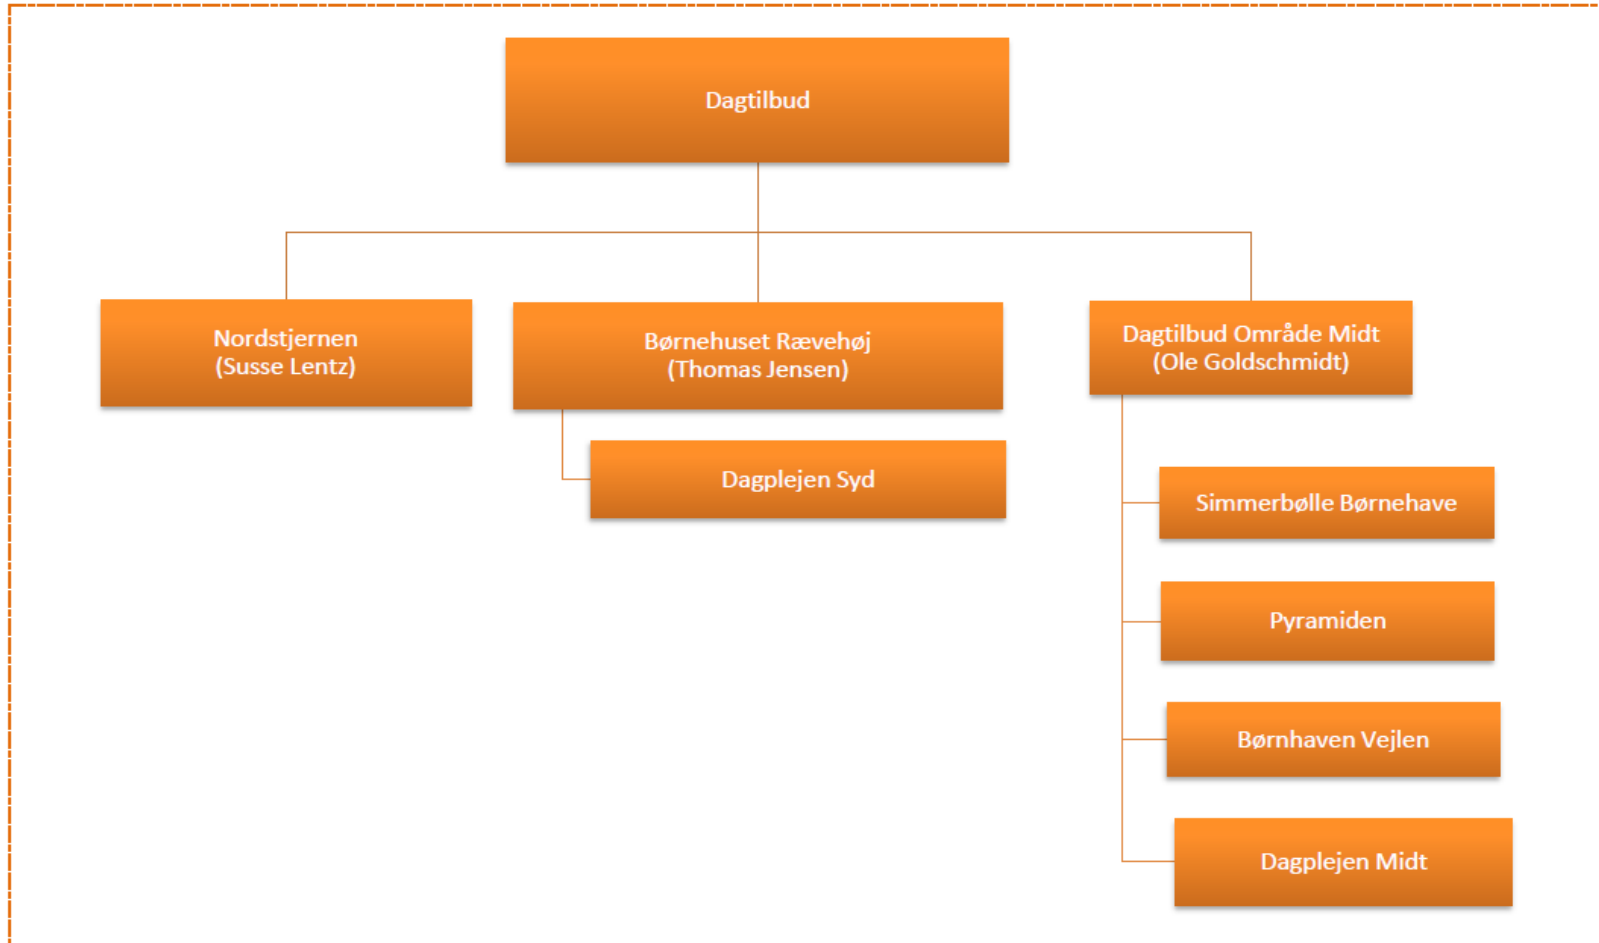 Dagtilbud
Nordstjernen
(Susse Lentz)
Børnehuset Rævehøj
(Thomas Jensen)
Dagplejen Syd
Dagtilbud Område Midt
(Ole Goldschmidt)
Simmerbølle Børnehave
Pyramiden
Børnhaven Vejlen
Dagplejen Midt